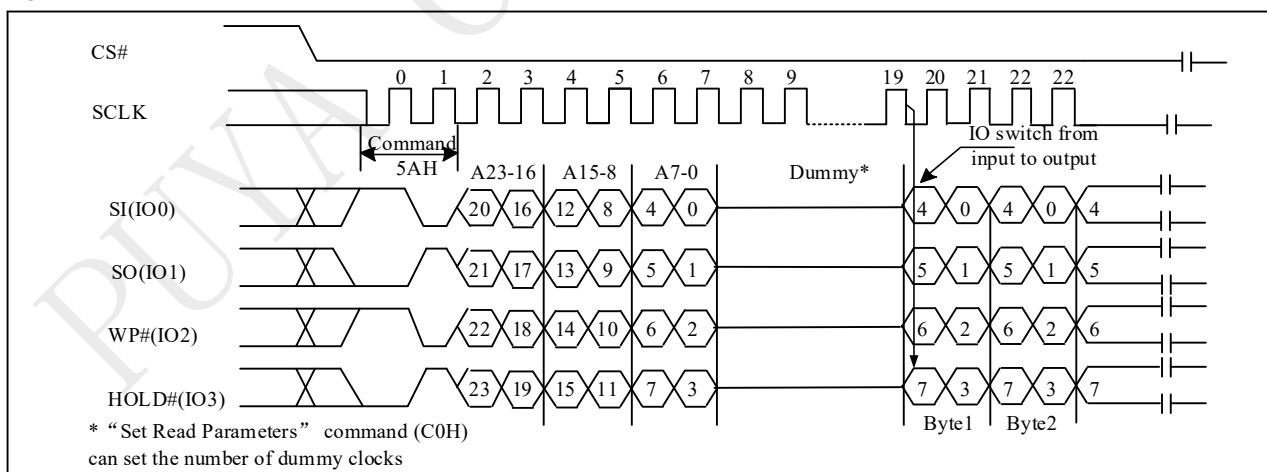 CS#
0 1 2 3 4 5 6 7 8 9 19 20 21 22 22
SCLK
Command
5AH
IO switch from
input to output
A23-16 A15-8 A7-0 Dummy*
SI(IO0) 20 16 12 8 4 0 4 0 4 0 4
SO(IO1) 21 17 13 9 5 1 5 1 5 1 5
WP#(IO2) 22 18 14 10 6 2 6 2 6 2 6
HOLD#(IO3) 23 19 15 11 7 3 7 3 7 3 7
Byte1 Byte2
* “Set Read Parameters” command (C0H)
can set the number of dummy clocks
PUYA